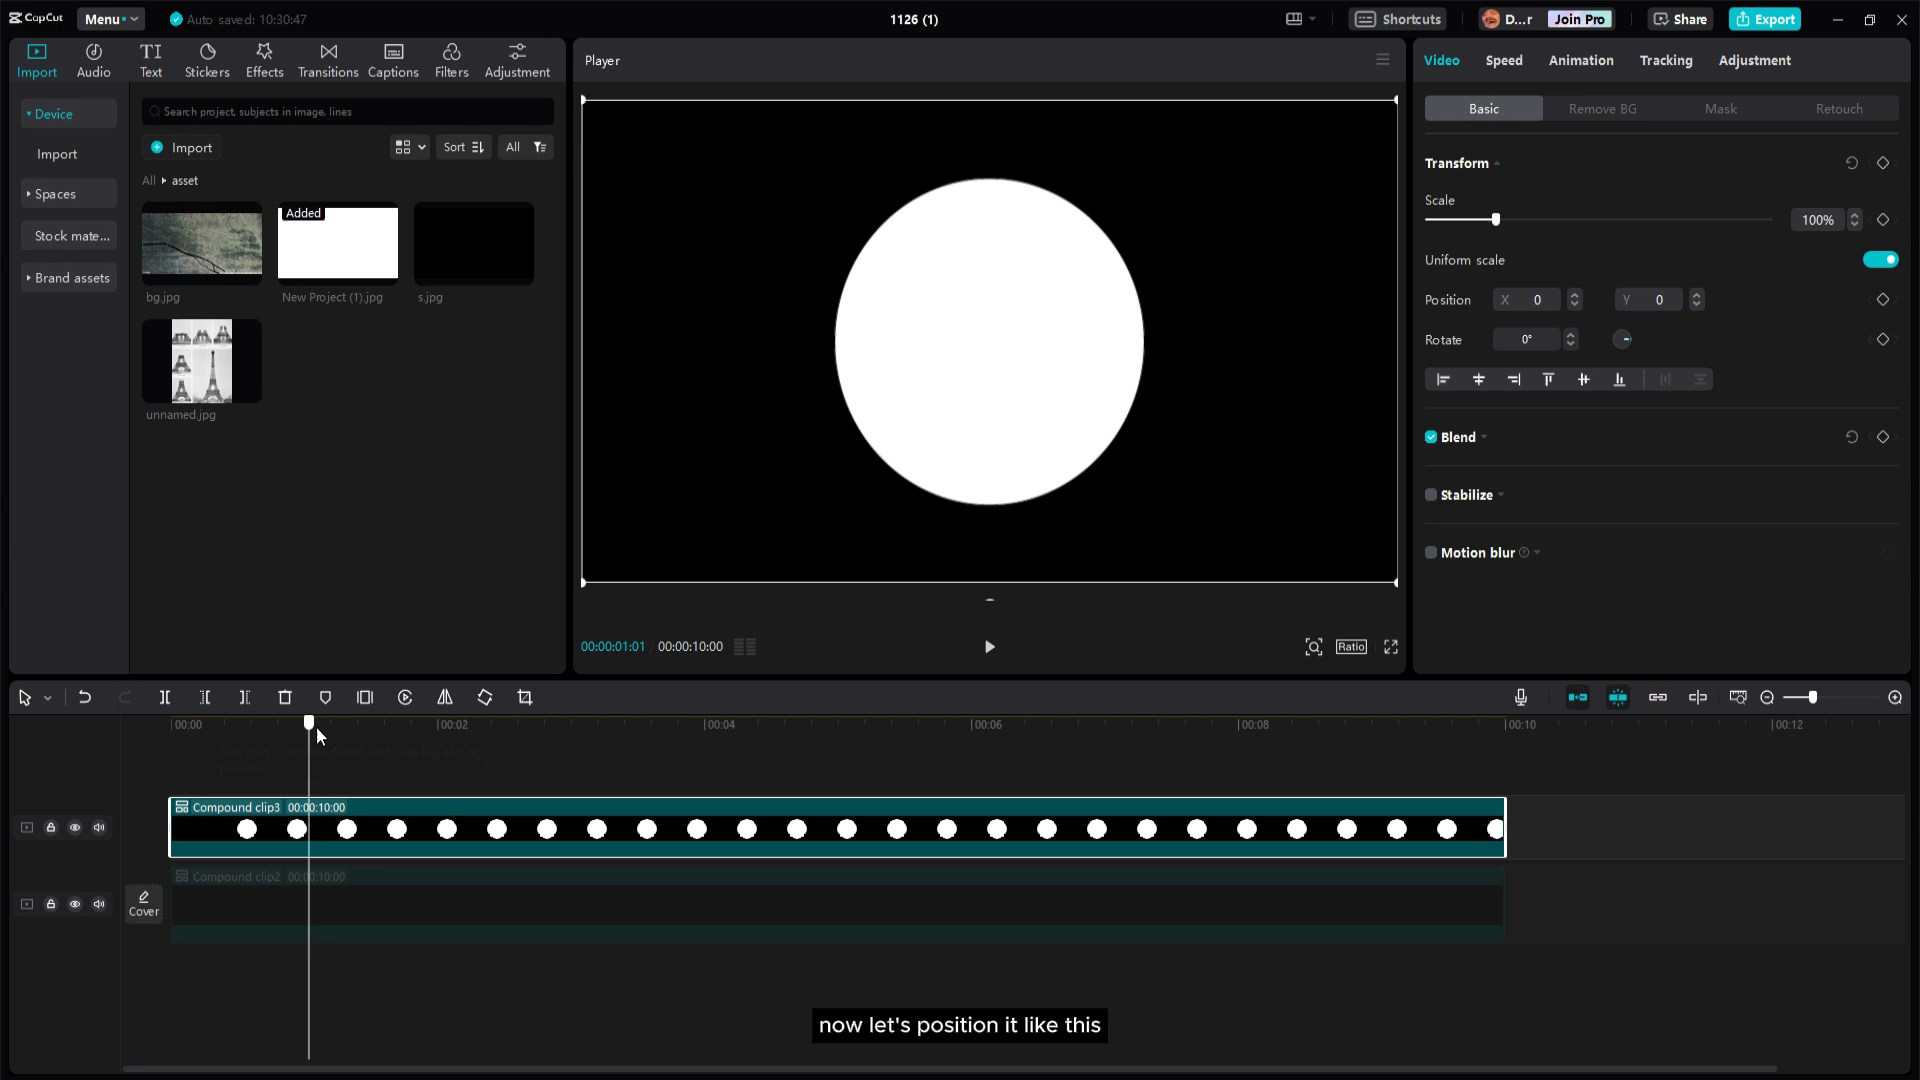 CapCut
Menu
Auto saved: 10:30:47
1126 (1)
Shortcuts
D...r
Join Pro
Share
Export
Import
Audio
TI
Text
Stickers
Effects
Transitions
Captions
Filters
Adjustment
Device
Import
Spaces
Stock mate...
Brand assets
Search project, subjects in image, lines
Import
Sort
All
All
asset
bg.jpg
Added
New Project (1).jpg
s.jpg
unnamed.jpg
Player
00:00:01:01
00:00:10:00
Ratio
Video
Speed
Animation
Tracking
Adjustment
Basic
Remove BG
Mask
Retouch
Transform
Scale
100%
Uniform scale
Position
X 0
Y 0
Rotate
0°
Blend
Stabilize
Motion blur
00:00
00:02
00:04
00:06
00:08
00:10
00:12
Compound clip3 00:00:10:00
Compound clip2 00:00:10:00
Cover
now let's position it like this